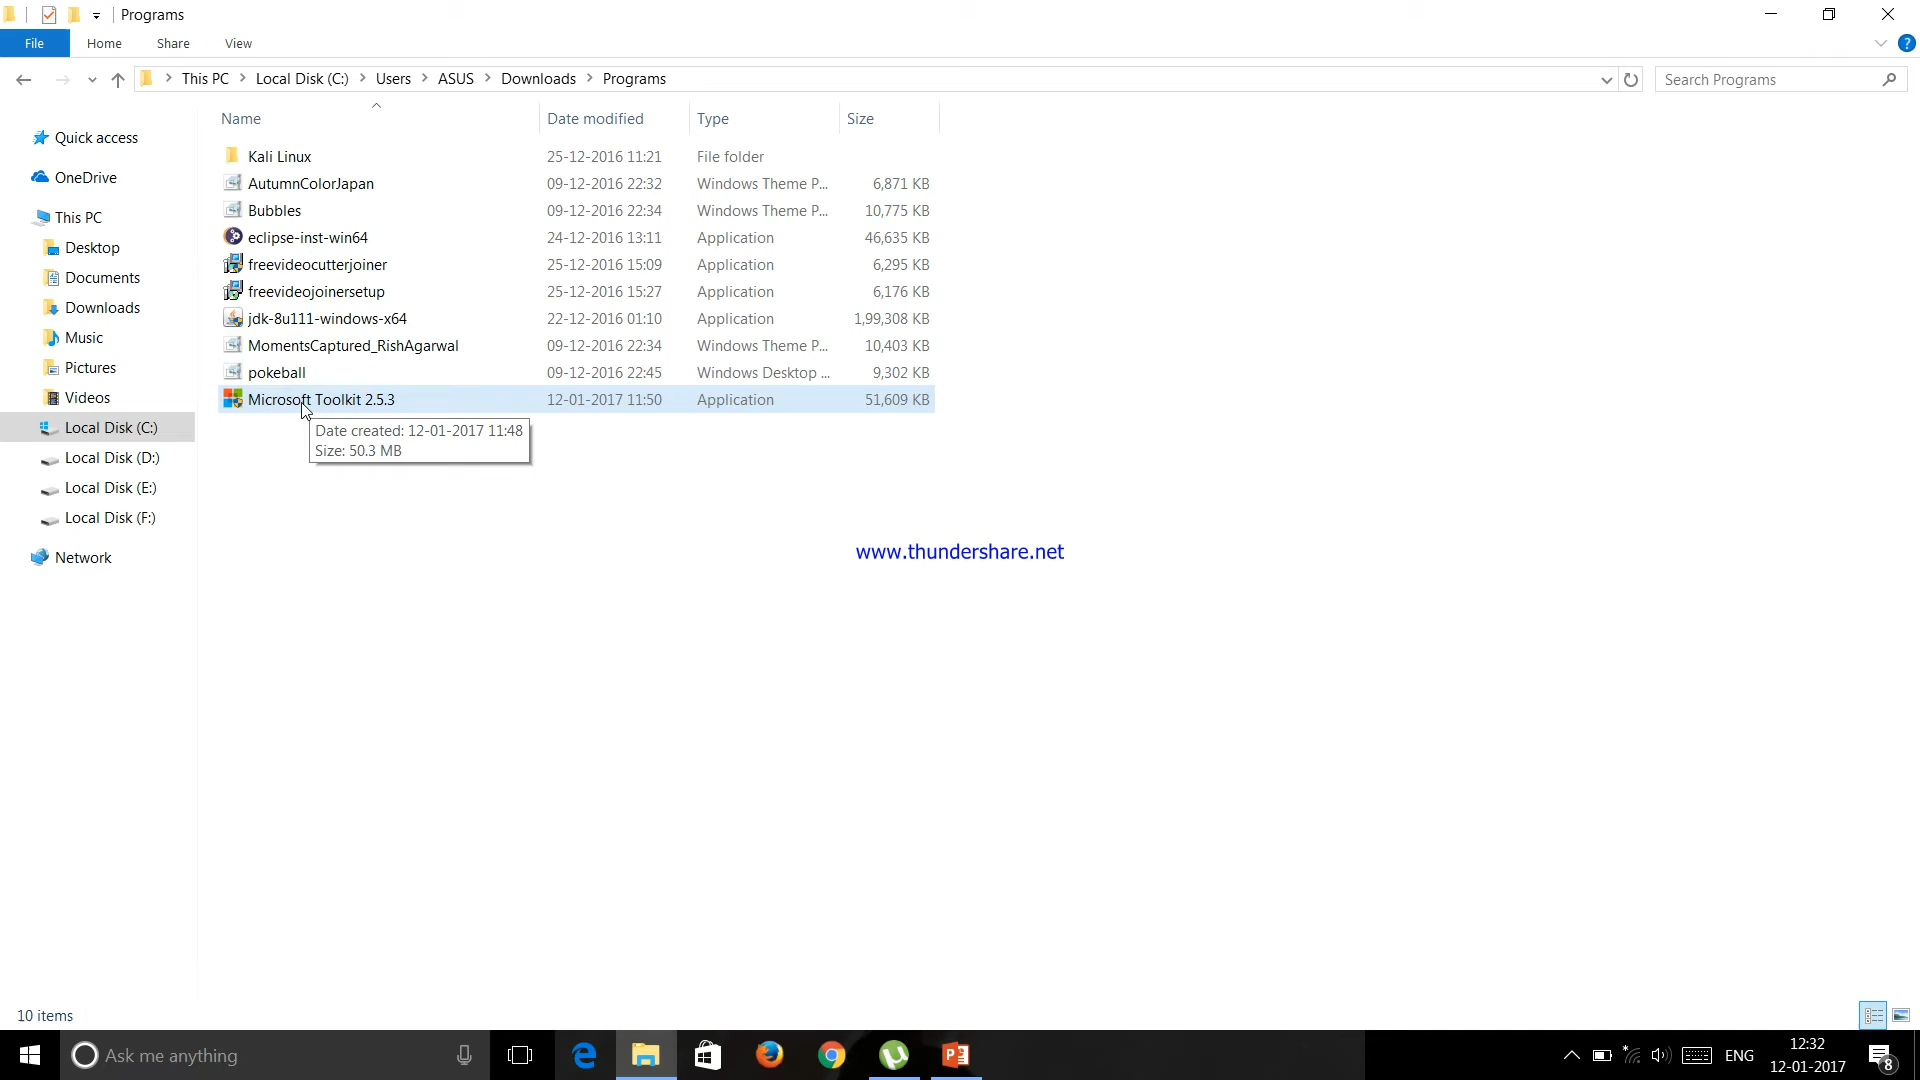 Programs
File Home Share View
This PC Local Disk (C:) Users ASUS Downloads Programs
Search Programs
Name Date modified Type Size
Quick access
OneDrive
This PC
Desktop
Documents
Downloads
Music
Pictures
Videos
Local Disk (C:)
Local Disk (D:)
Local Disk (E:)
Local Disk (F:)
Network
Kali Linux 25-12-2016 11:21 File folder
AutumnColorJapan 09-12-2016 22:32 Windows Theme P... 6,871 KB
Bubbles 09-12-2016 22:34 Windows Theme P... 10,775 KB
eclipse-inst-win64 24-12-2016 13:11 Application 46,635 KB
freevideocutterjoiner 25-12-2016 15:09 Application 6,295 KB
freevideojoinersetup 25-12-2016 15:27 Application 6,176 KB
jdk-8u111-windows-x64 22-12-2016 01:10 Application 1,99,308 KB
MomentsCaptured_RishAgarwal 09-12-2016 22:34 Windows Theme P... 10,403 KB
pokeball 09-12-2016 22:45 Windows Desktop ... 9,302 KB
Microsoft Toolkit 2.5.3 12-01-2017 11:50 Application 51,609 KB
Date created: 12-01-2017 11:48
Size: 50.3 MB
www.thundershare.net
10 items
Ask me anything
ENG
12:32
12-01-2017
8